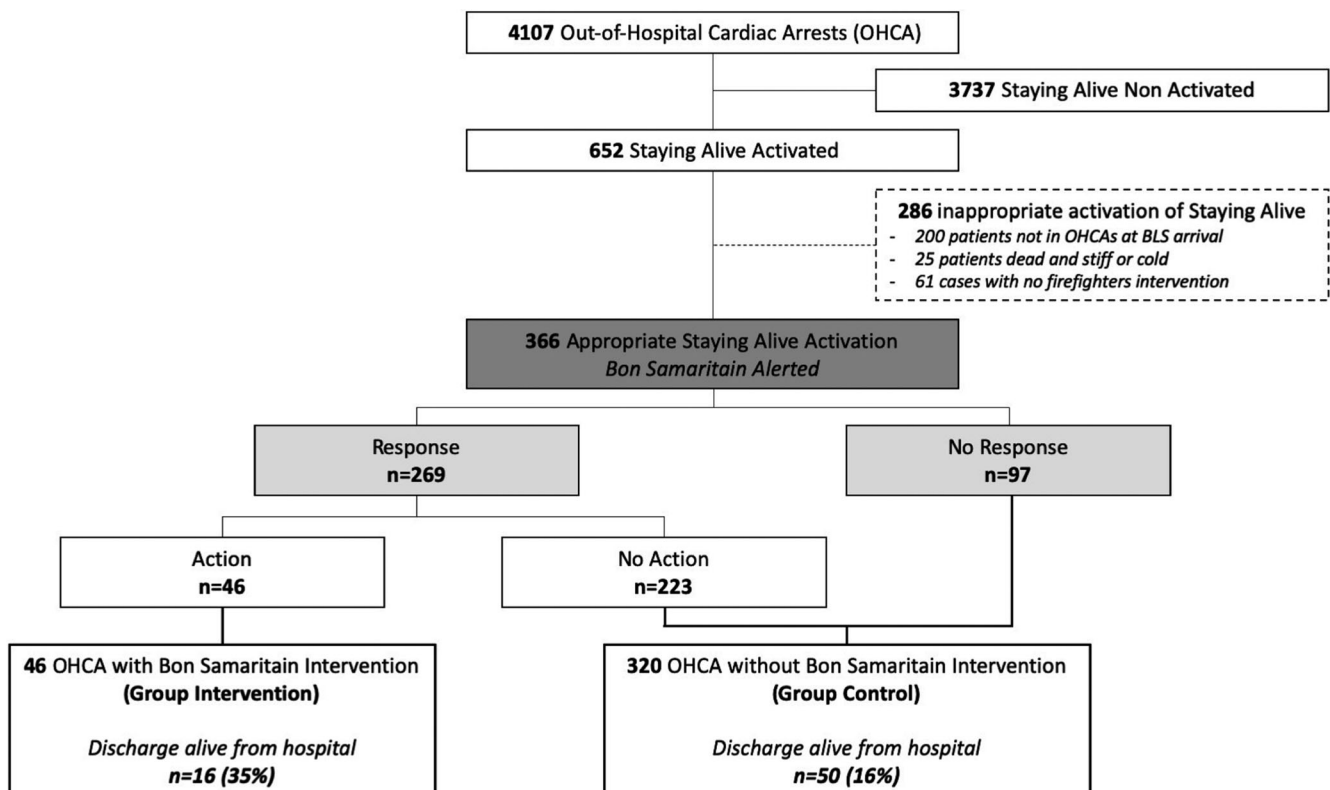 4107 Out-of-Hospital Cardiac Arrests (OHCA)
3737 Staying Alive Non Activated
652 Staying Alive Activated
286 inappropriate activation of Staying Alive
- 200 patients not in OHCAs at BLS arrival
- 25 patients dead and stiff or cold
- 61 cases with no firefighters intervention
366 Appropriate Staying Alive Activation
Bon Samaritain Alerted
Response
n=269
No Response
n=97
Action
n=46
No Action
n=223
46 OHCA with Bon Samaritain Intervention
(Group Intervention)
Discharge alive from hospital
n=16 (35%)
320 OHCA without Bon Samaritain Intervention
(Group Control)
Discharge alive from hospital
n=50 (16%)